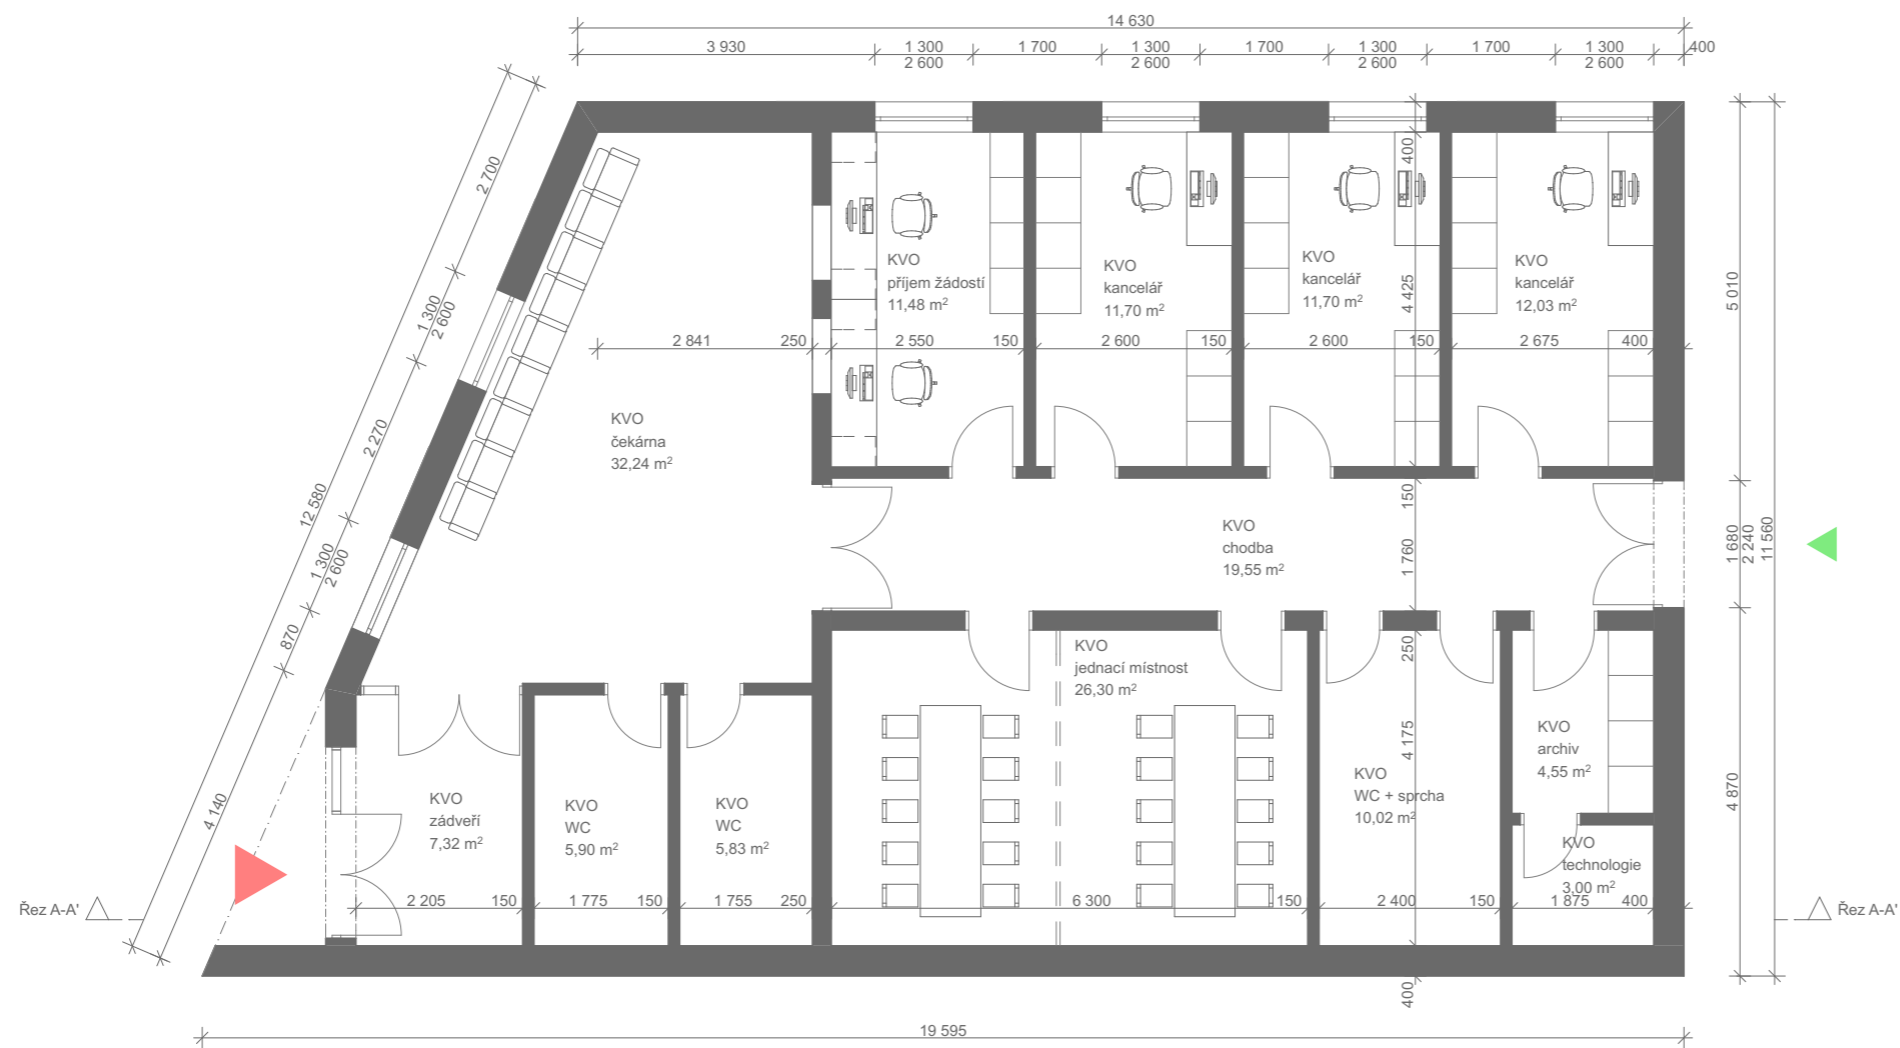 14 630
3 930
1 300
2 600
1 700
1 300
2 600
1 700
1 300
2 600
1 700
1 300
2 600
400
2 700
1 300
2 600
2 270
12 580
1 300
2 600
870
4 140
KVO
příjem žádostí
11,48 m²
KVO
kancelář
11,70 m²
KVO
kancelář
11,70 m²
KVO
kancelář
12,03 m²
400
4 425
5 010
2 841
250
2 550
150
2 600
150
2 600
150
2 675
400
KVO
čekárna
32,24 m²
150
KVO
chodba
19,55 m²
1 760
1 680
2 240
11 560
250
KVO
jednací místnost
26,30 m²
4 175
KVO
archiv
4,55 m²
4 870
KVO
zádveří
7,32 m²
KVO
WC
5,90 m²
KVO
WC
5,83 m²
KVO
WC + sprcha
10,02 m²
KVO
technologie
3,00 m²
2 205
150
1 775
150
1 755
250
6 300
150
2 400
150
1 875
400
Řez A-A'
Řez A-A'
400
19 595